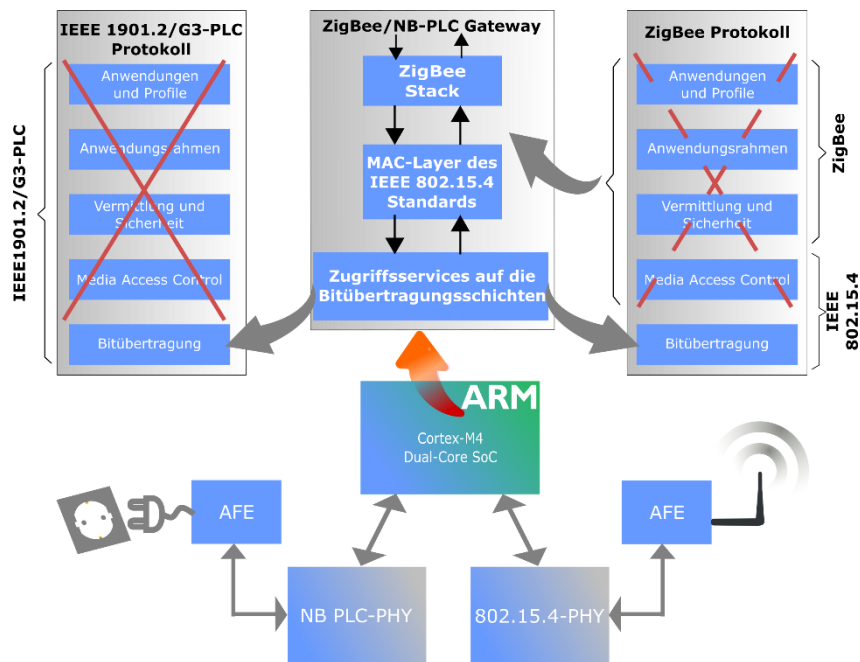 IEEE 1901.2/G3-PLC
Protokoll
Anwendungen
und Profile
Anwendungsrahmen
Vermittlung und
Sicherheit
Media Access Control
Bitübertragung
IEEE1901.2/G3-PLC
ZigBee/NB-PLC Gateway
ZigBee
Stack
MAC-Layer des
IEEE 802.15.4
Standards
Zugriffsservices auf die
Bitübertragungsschichten
ZigBee Protokoll
Anwendungen
und Profile
Anwendungsrahmen
Vermittlung und
Sicherheit
Media Access Control
Bitübertragung
ZigBee
IEEE
802.15.4
ARM
Cortex-M4
Dual-Core SoC
AFE
AFE
NB PLC-PHY
802.15.4-PHY